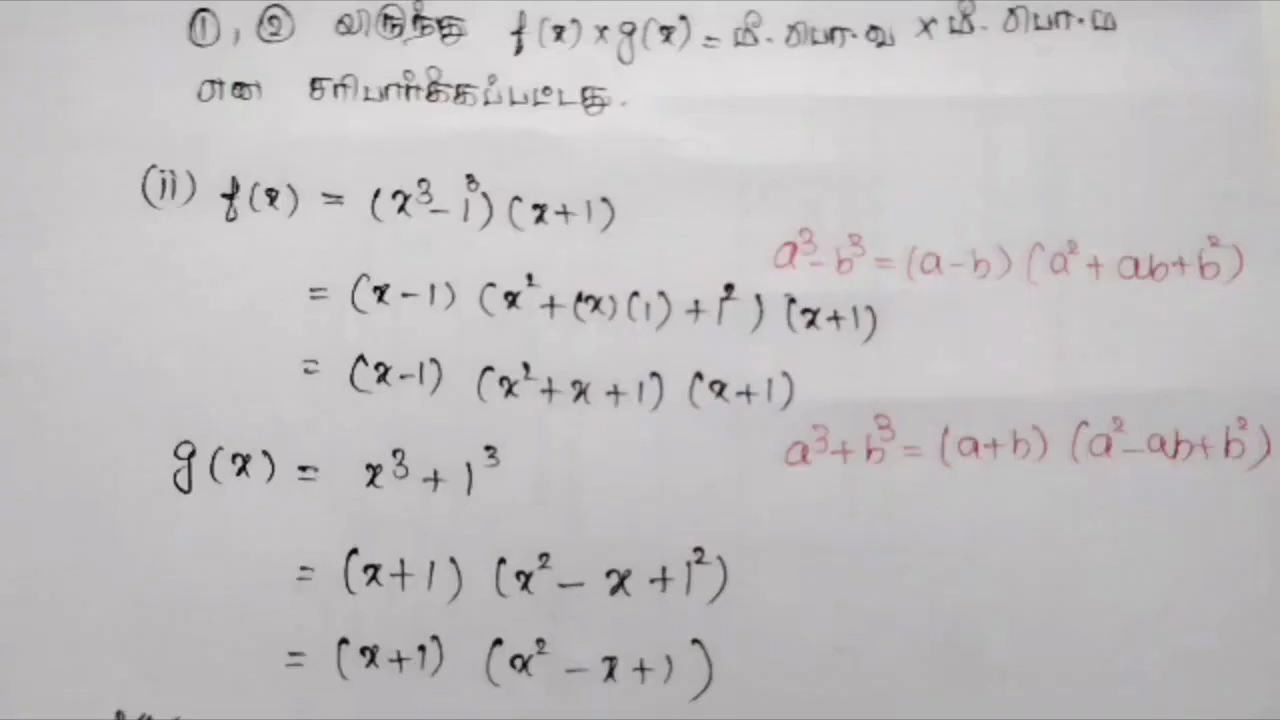 ①, ② லிருந்து f(x) × g(x) = மீ. பொ. வ × மீ. பொ. ம
என சரிபார்க்கப்பட்டது.
(ii) f(x) = (x³ - 1³) (x+1)
a³ - b³ = (a-b) (a² + ab + b²)
= (x-1) (x² + (x)(1) + 1²) (x+1)
= (x-1) (x² + x + 1) (x+1)
a³ + b³ = (a+b) (a² - ab + b²)
g(x) = x³ + 1³
= (x+1) (x² - x + 1²)
= (x+1) (x² - x + 1)